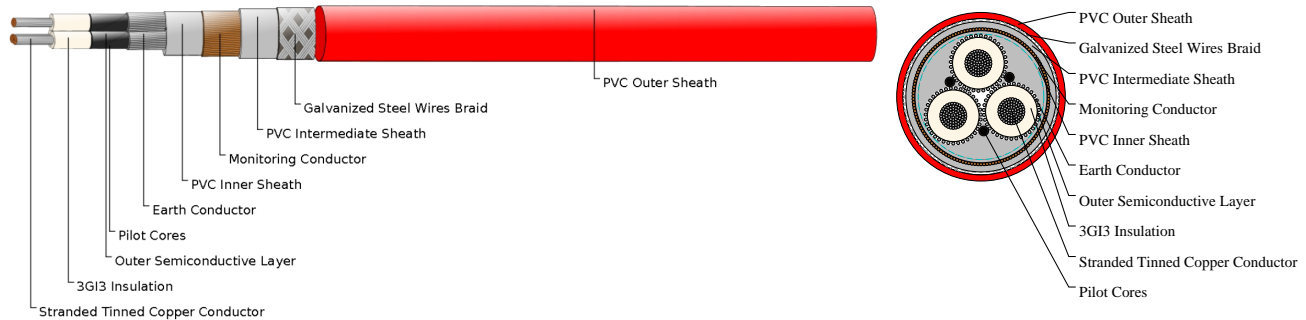 PVC Outer Sheath
Galvanized Steel Wires Braid
PVC Intermediate Sheath
Monitoring Conductor
PVC Inner Sheath
Earth Conductor
Pilot Cores
Outer Semiconductive Layer
3GI3 Insulation
Stranded Tinned Copper Conductor
PVC Outer Sheath
Galvanized Steel Wires Braid
PVC Intermediate Sheath
Monitoring Conductor
PVC Inner Sheath
Earth Conductor
Outer Semiconductive Layer
3GI3 Insulation
Stranded Tinned Copper Conductor
Pilot Cores